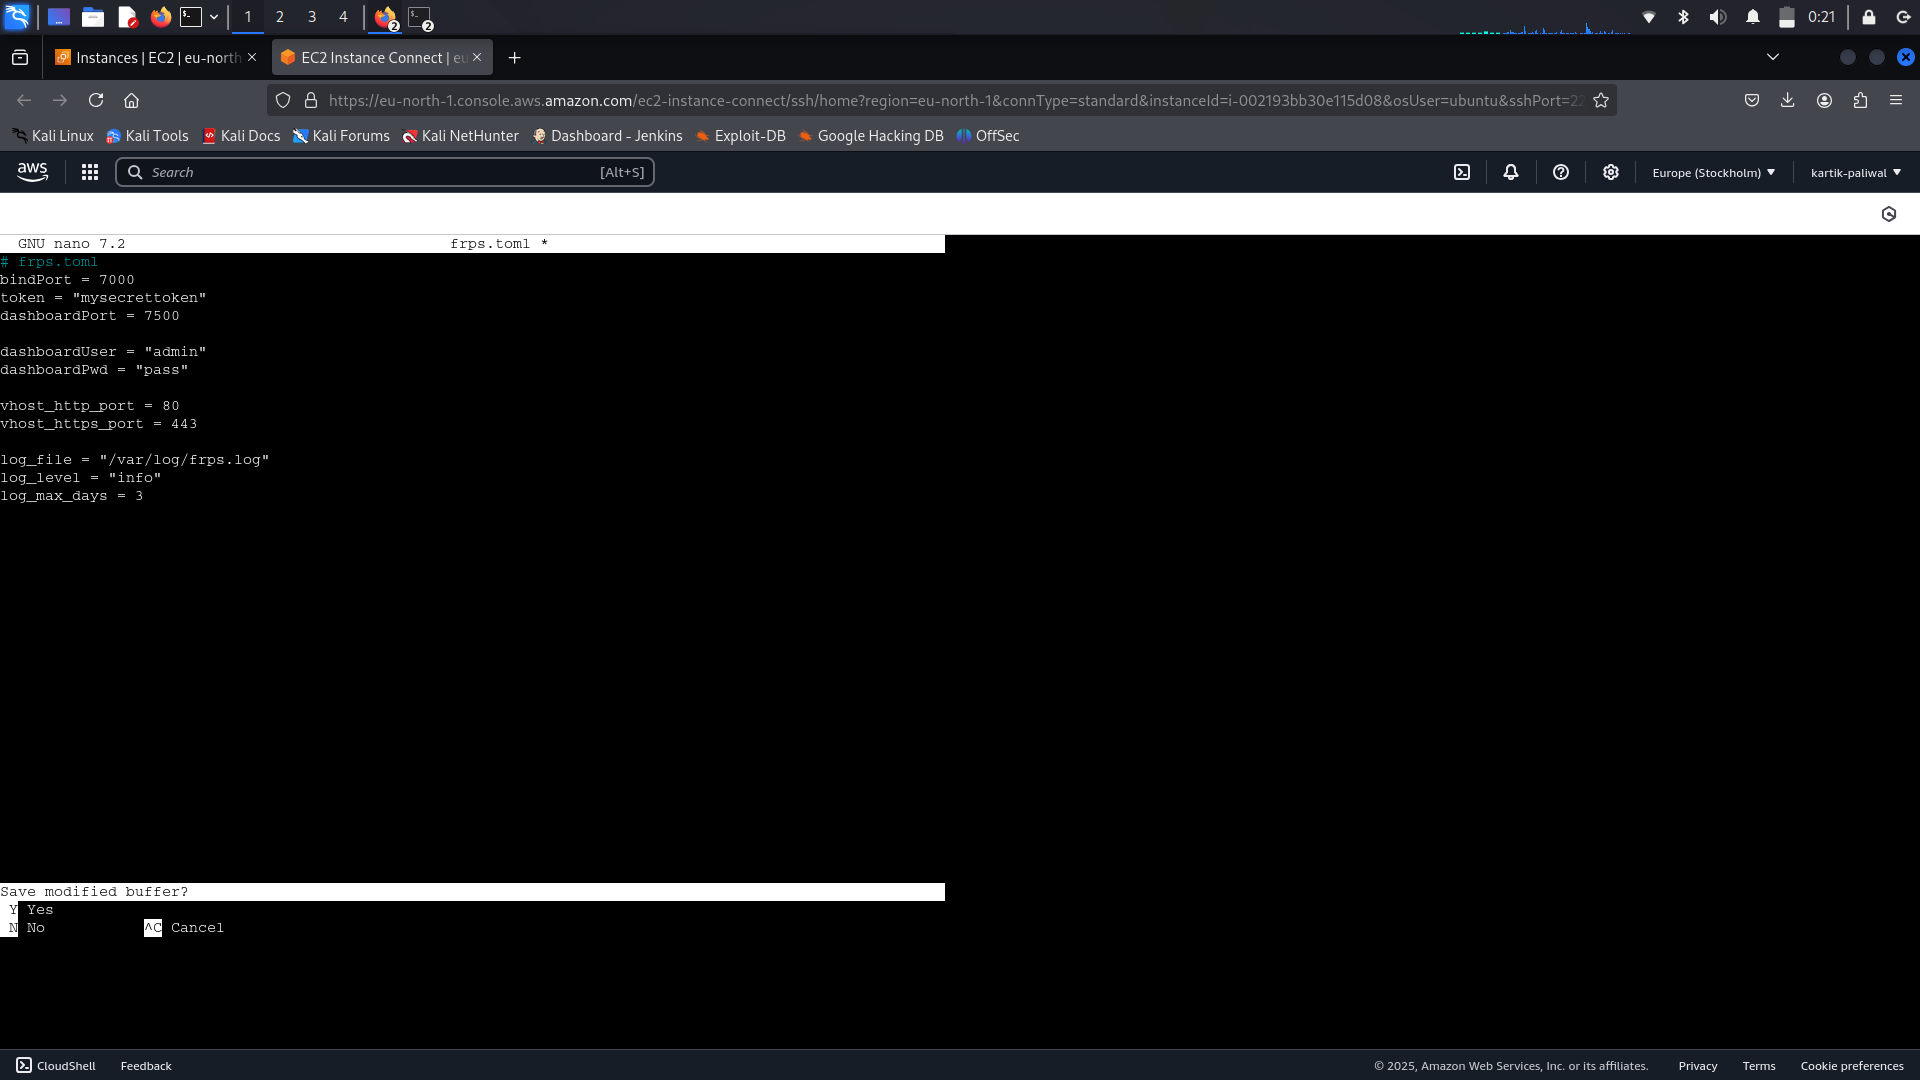 1 2 3 4 2 2 0:21
Instances | EC2 | eu-north
EC2 Instance Connect | eu
https://eu-north-1.console.aws.amazon.com/ec2-instance-connect/ssh/home?region=eu-north-1&connType=standard&instanceId=i-002193bb30e115d08&osUser=ubuntu&sshPort=22
Kali Linux Kali Tools Kali Docs Kali Forums Kali NetHunter Dashboard - Jenkins Exploit-DB Google Hacking DB OffSec
aws Search [Alt+S] Europe (Stockholm) kartik-paliwal
GNU nano 7.2 frps.toml *
# frps.toml
bindPort = 7000
token = "mysecrettoken"
dashboardPort = 7500
dashboardUser = "admin"
dashboardPwd = "pass"
vhost_http_port = 80
vhost_https_port = 443
log_file = "/var/log/frps.log"
log_level = "info"
log_max_days = 3
Save modified buffer?
Y Yes
N No ^C Cancel
CloudShell Feedback © 2025, Amazon Web Services, Inc. or its affiliates. Privacy Terms Cookie preferences